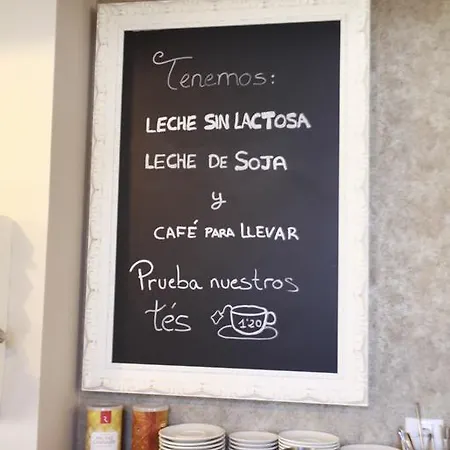 Tenemos:
LECHE SIN LACTOSA
LECHE DE SOJA
y
CAFÉ PARA LLEVAR
Prueba nuestros
tés
1'20